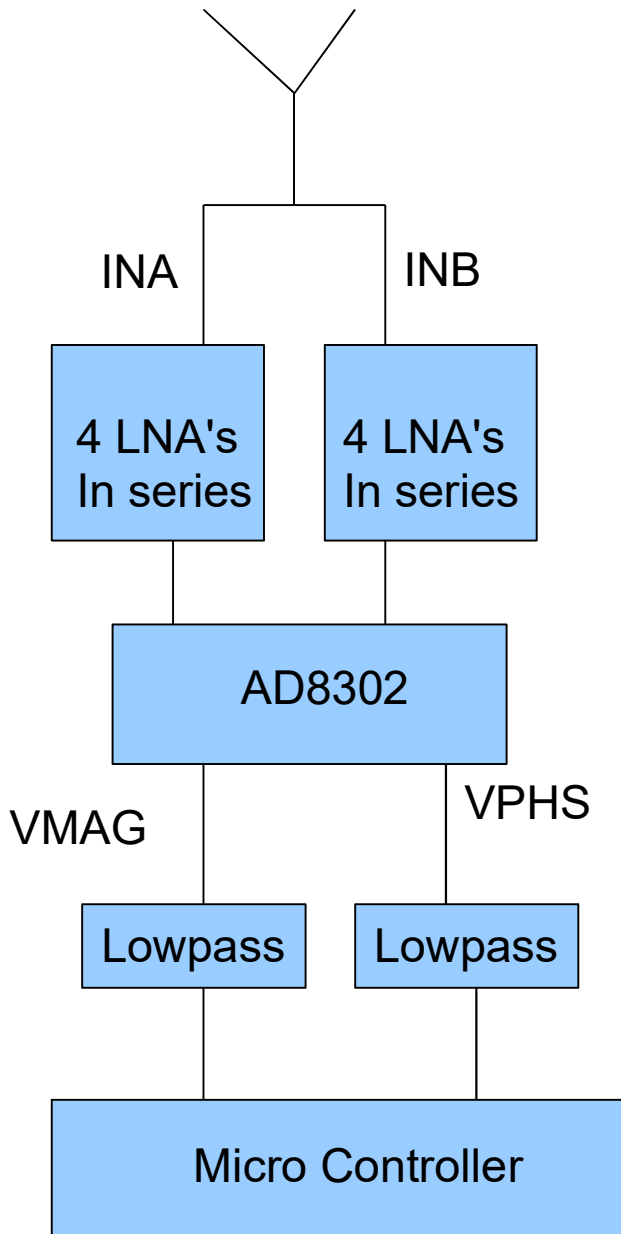 INA
INB
4 LNA's
In series
4 LNA's
In series
AD8302
VMAG
VPHS
Lowpass
Lowpass
Micro Controller